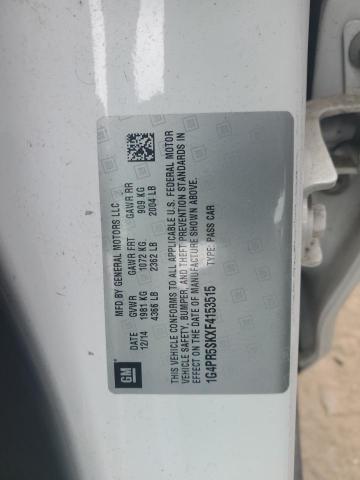 GM
MFD BY GENERAL MOTORS LLC
DATE GVWR GAWR FRT GAWR RR
12/14 1981 KG 1072 KG 909 KG
4366 LB 2362 LB 2004 LB
THIS VEHICLE CONFORMS TO ALL APPLICABLE U.S. FEDERAL MOTOR
VEHICLE SAFETY, BUMPER, AND THEFT PREVENTION STANDARDS IN
EFFECT ON THE DATE OF MANUFACTURE SHOWN ABOVE.
1G4PR5SKXF4153515 TYPE: PASS CAR